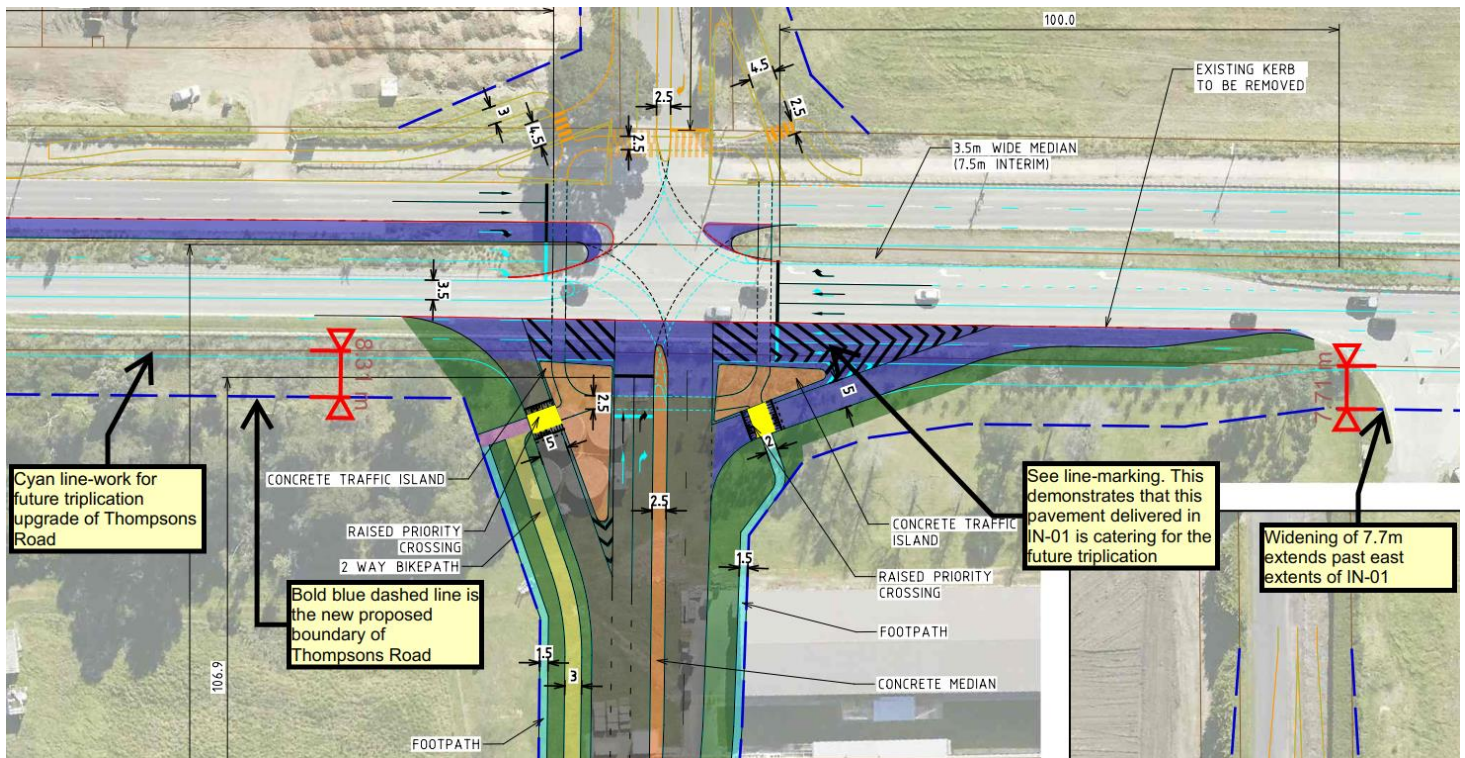 100.0
4.5
2.5
EXISTING KERB
TO BE REMOVED
2.5
3
4.5
2.5
3.5m WIDE MEDIAN
(7.5m INTERIM)
3.5
8.31 m
7.71 m
2.5
5
5
2
Cyan line-work for
future triplication
upgrade of Thompsons
Road
CONCRETE TRAFFIC ISLAND
RAISED PRIORITY
CROSSING
2 WAY BIKEPATH
2.5
Bold blue dashed line is
the new proposed
boundary of
Thompsons Road
106.9
See line-marking. This
demonstrates that this
pavement delivered in
IN-01 is catering for the
future triplication
Widening of 7.7m
extends past east
extents of IN-01
CONCRETE TRAFFIC
ISLAND
1.5
RAISED PRIORITY
CROSSING
FOOTPATH
1.5
3
CONCRETE MEDIAN
FOOTPATH